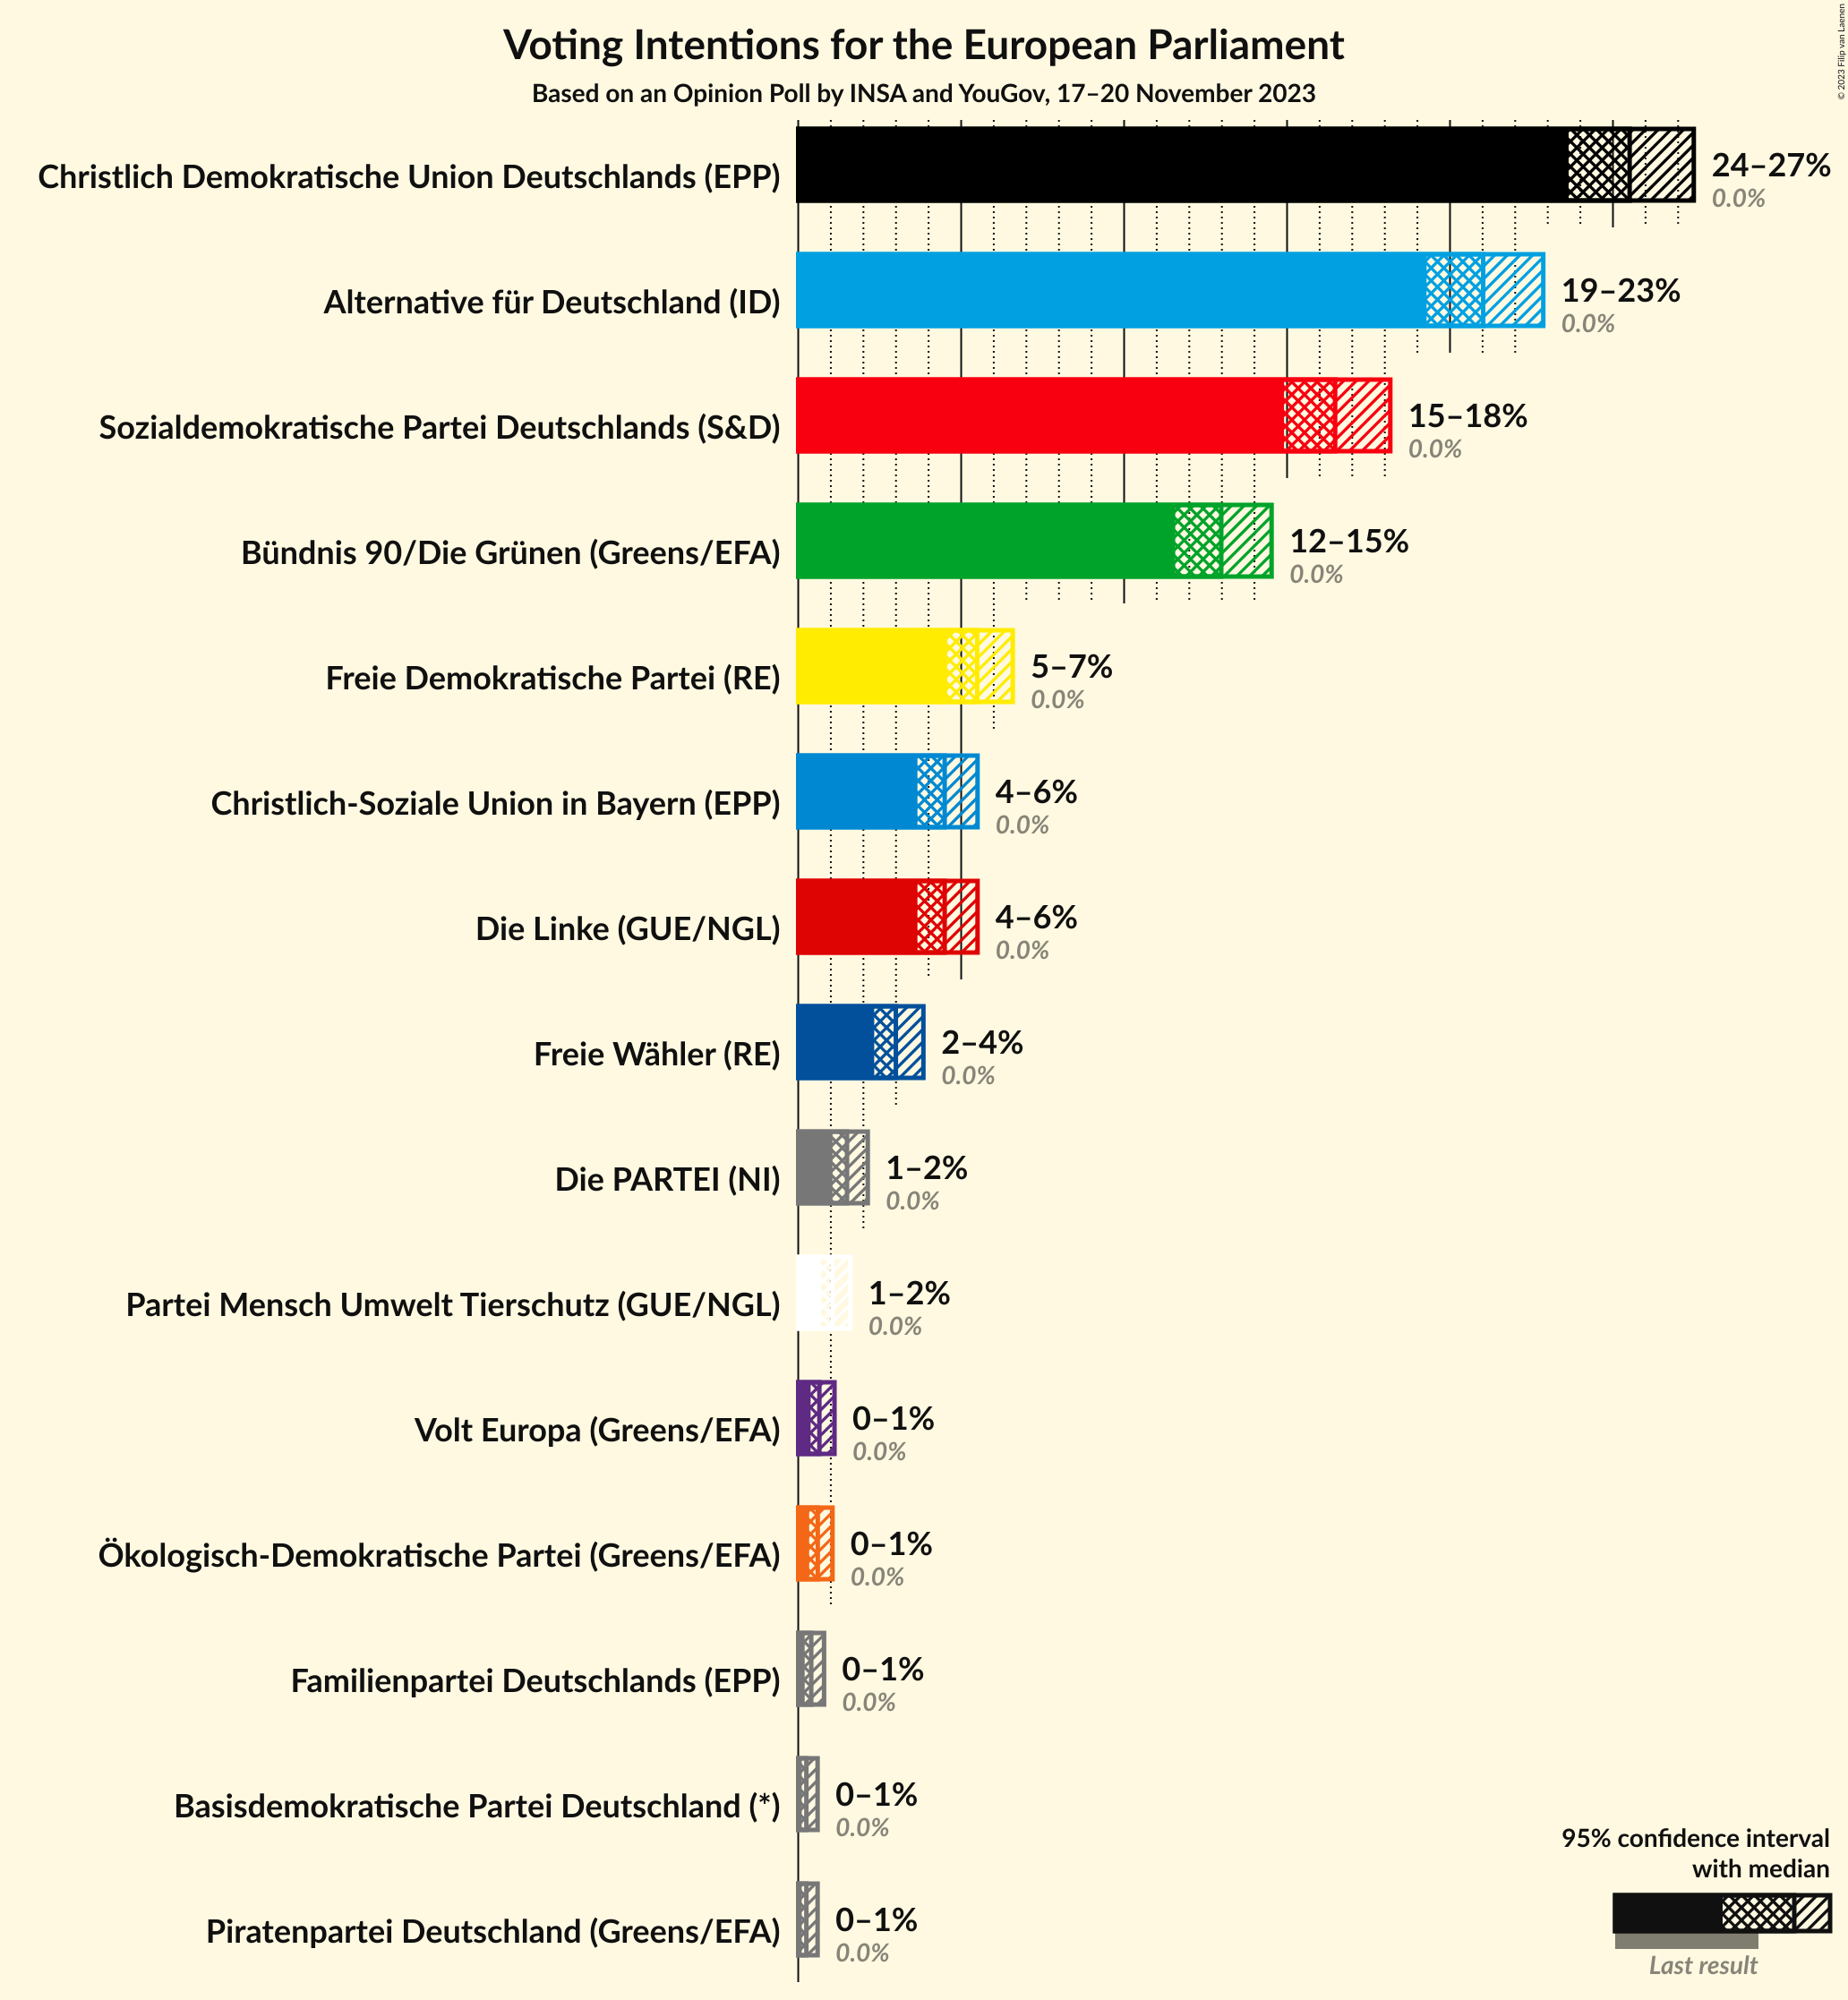 Voting Intentions for the European Parliament
Based on an Opinion Poll by INSA and YouGov, 17–20 November 2023
© 2023 Filip van Laenen
Christlich Demokratische Union Deutschlands (EPP)
24–27%
0.0%
Alternative für Deutschland (ID)
19–23%
0.0%
Sozialdemokratische Partei Deutschlands (S&D)
15–18%
0.0%
Bündnis 90/Die Grünen (Greens/EFA)
12–15%
0.0%
Freie Demokratische Partei (RE)
5–7%
0.0%
Christlich-Soziale Union in Bayern (EPP)
4–6%
0.0%
Die Linke (GUE/NGL)
4–6%
0.0%
Freie Wähler (RE)
2–4%
0.0%
Die PARTEI (NI)
1–2%
0.0%
Partei Mensch Umwelt Tierschutz (GUE/NGL)
1–2%
0.0%
Volt Europa (Greens/EFA)
0–1%
0.0%
Ökologisch-Demokratische Partei (Greens/EFA)
0–1%
0.0%
Familienpartei Deutschlands (EPP)
0–1%
0.0%
Basisdemokratische Partei Deutschland (*)
0–1%
0.0%
Piratenpartei Deutschland (Greens/EFA)
0–1%
0.0%
95% confidence interval
with median
Last result